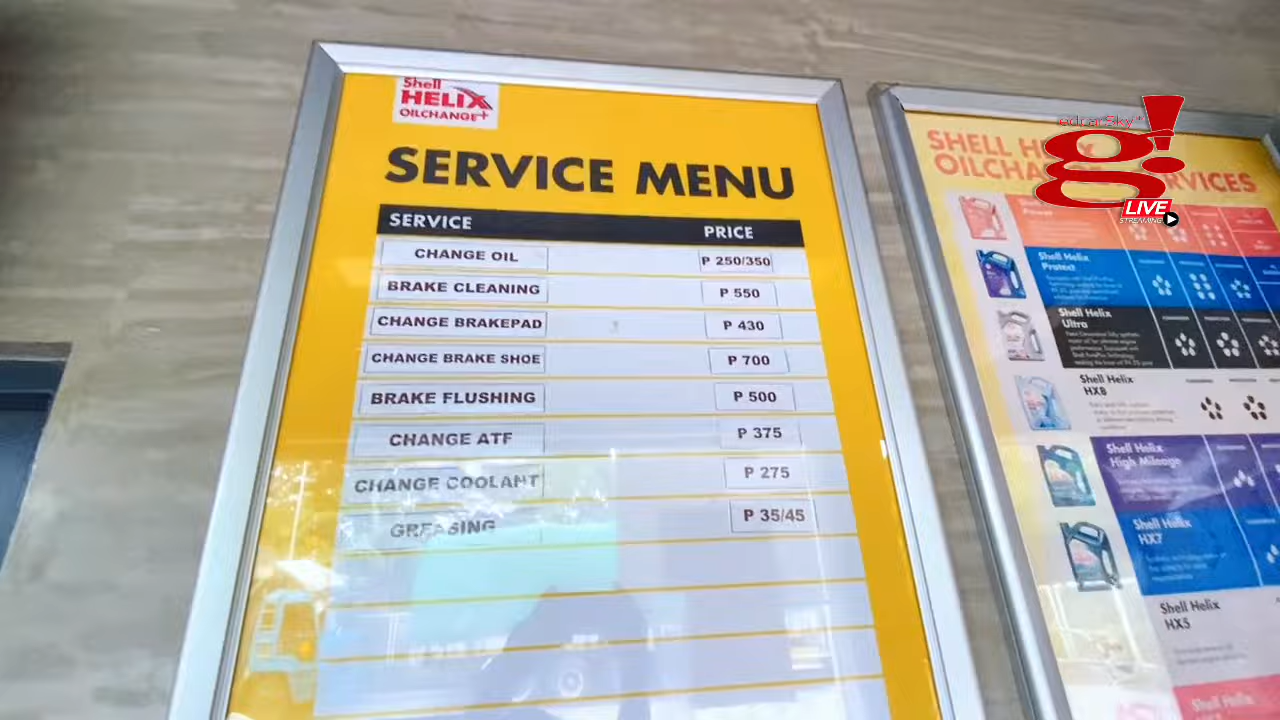 Shell
HELIX
OILCHANGE+
SERVICE MENU
SERVICE PRICE
CHANGE OIL P 250/350
BRAKE CLEANING P 550
CHANGE BRAKEPAD P 430
CHANGE BRAKE SHOE P 700
BRAKE FLUSHING P 500
CHANGE ATF P 375
CHANGE COOLANT P 275
GREASING P 35/45
SHELL
SERVICES
Shell Helix
Protect
Shell Helix
Ultra
Shell Helix
HX8
Shell Helix
High Mileage
Shell Helix
HX7
Shell Helix
HX5
Shell Helix
edcarsky
g!
LIVE
STREAMING